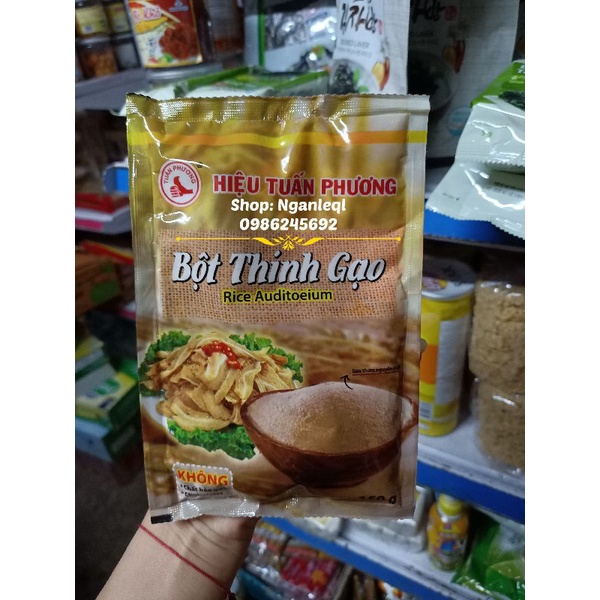 TUẤN PHƯƠNG
HIỆU TUẤN PHƯƠNG
Shop: Nganleql
0986245692
Bột Thính Gạo
Rice Auditoeium
KHÔNG